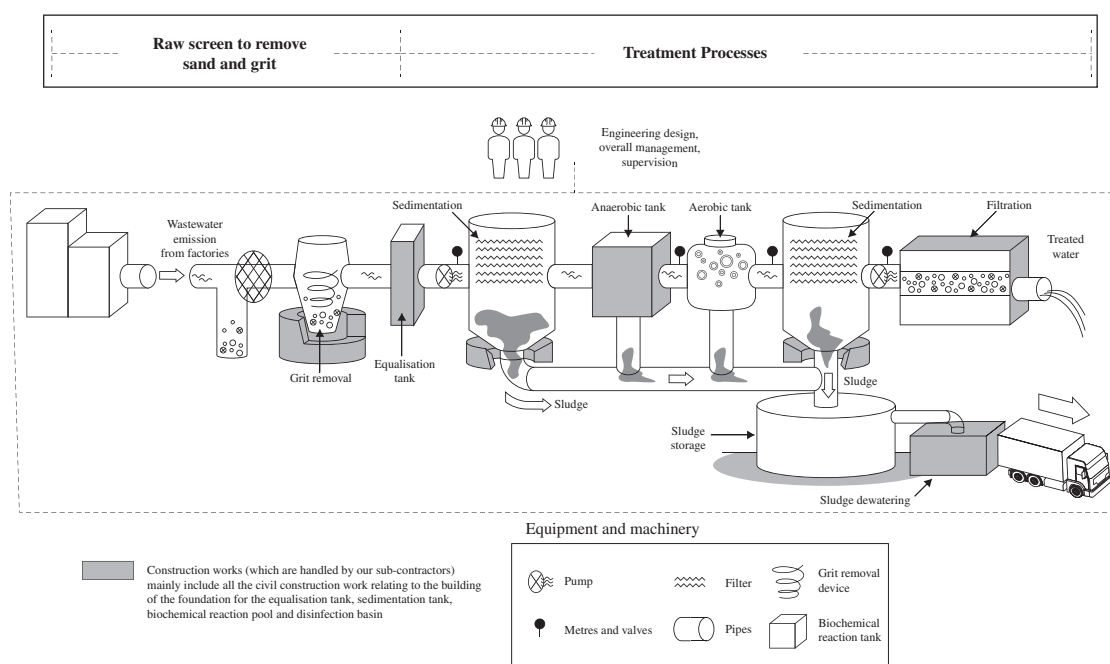 Raw screen to remove
sand and grit
Treatment Processes
Engineering design,
overall management,
supervision
Wastewater
emission
from factories
Sedimentation
Anaerobic tank
Aerobic tank
Sedimentation
Filtration
Treated
water
Grit removal
Equalisation
tank
Sludge
Sludge
Sludge
storage
Sludge dewatering
Equipment and machinery
Construction works (which are handled by our sub-contractors)
mainly include all the civil construction work relating to the building
of the foundation for the equalisation tank, sedimentation tank,
biochemical reaction pool and disinfection basin
Pump
Filter
Grit removal
device
Metres and valves
Pipes
Biochemical
reaction tank